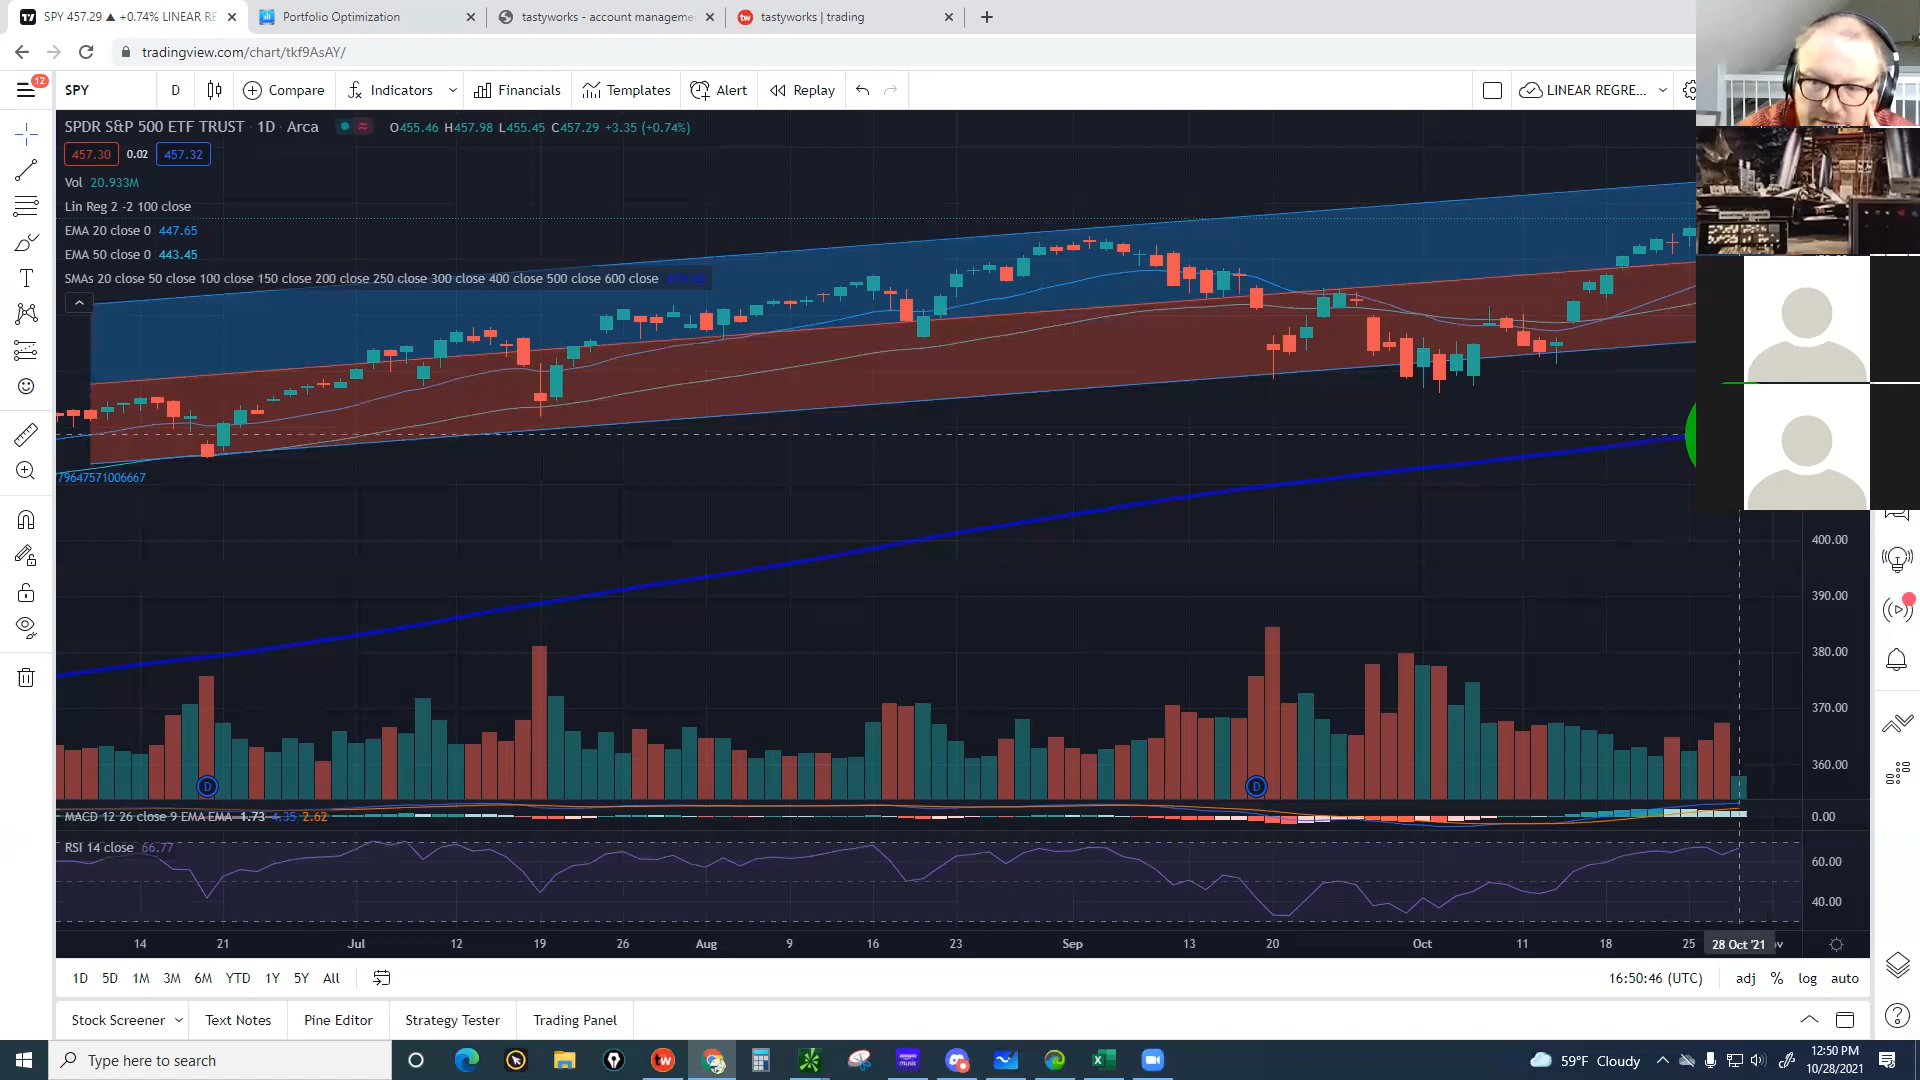 SPY 457.29 ▲ +0.74% LINEAR RE
Portfolio Optimization
tastyworks - account manageme
tastyworks | trading
tradingview.com/chart/tkf9AsAY/
12
SPY
D
Compare
Indicators
Financials
Templates
Alert
Replay
LINEAR REGRE...
SPDR S&P 500 ETF TRUST · 1D · Arca
O455.46 H457.98 L455.45 C457.29 +3.35 (+0.74%)
457.30 0.02 457.32
Vol 20.933M
Lin Reg 2 -2 100 close
EMA 20 close 0 447.65
EMA 50 close 0 443.45
SMAs 20 close 50 close 100 close 150 close 200 close 250 close 300 close 400 close 500 close 600 close
79647571006667
400.00
390.00
380.00
370.00
360.00
D
D
MACD 12 26 close 9 EMA EMA 1.73 4.35 2.62
0.00
RSI 14 close 66.77
60.00
40.00
14 21 Jul 12 19 26 Aug 9 16 23 Sep 13 20 Oct 11 18 25 28 Oct '21
1D 5D 1M 3M 6M YTD 1Y 5Y All
16:50:46 (UTC)
adj % log auto
Stock Screener
Text Notes
Pine Editor
Strategy Tester
Trading Panel
Type here to search
59°F Cloudy
12:50 PM
10/28/2021